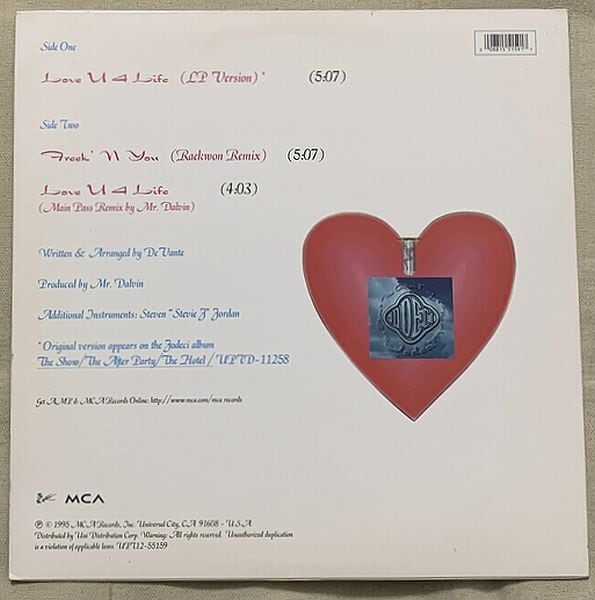 Side One
Love U 4 Life (LP Version)* (5:07)
Side Two
Freek' N You (Raekwon Remix) (5:07)
Love U 4 Life (4:03)
(Main Pass Remix by Mr. Dalvin)
Written & Arranged by DeVante
Produced by Mr. Dalvin
Additional Instruments: Steven "Stevie J" Jordan
*Original version appears on the Jodeci album
The Show/The After Party/The Hotel / UPTD-11258
Get AMP'd: MCA Records Online: http://www.mca.com/mca records
JODECI
Jodeci
MCA
℗ © 1995 MCA Records, Inc. Universal City, CA 91608 - U.S.A
Distributed by Uni Distribution Corp. Warning: All rights reserved. Unauthorized duplication
is a violation of applicable laws. UPT12-55159